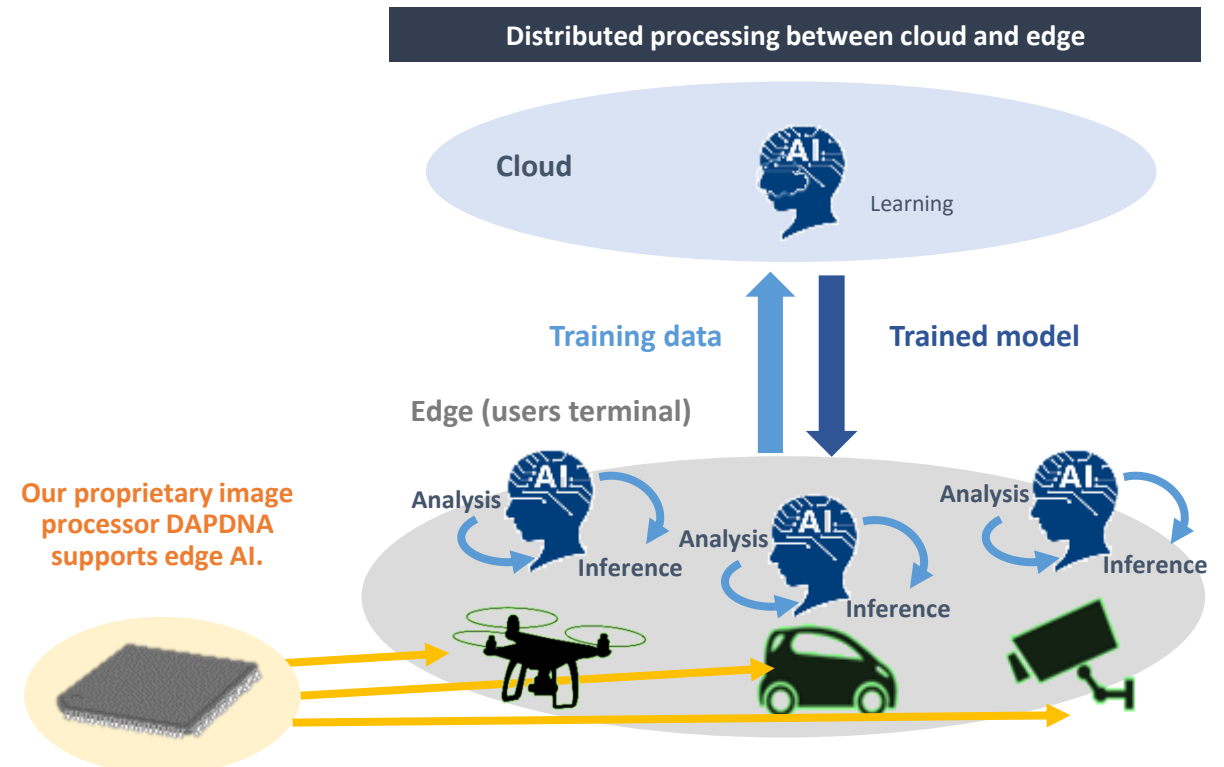 Distributed processing between cloud and edge
Cloud
AI
Learning
Training data
Trained model
Edge (users terminal)
Our proprietary image
processor DAPDNA
supports edge AI.
AI
Analysis
Inference
AI
Analysis
Inference
AI
Analysis
Inference